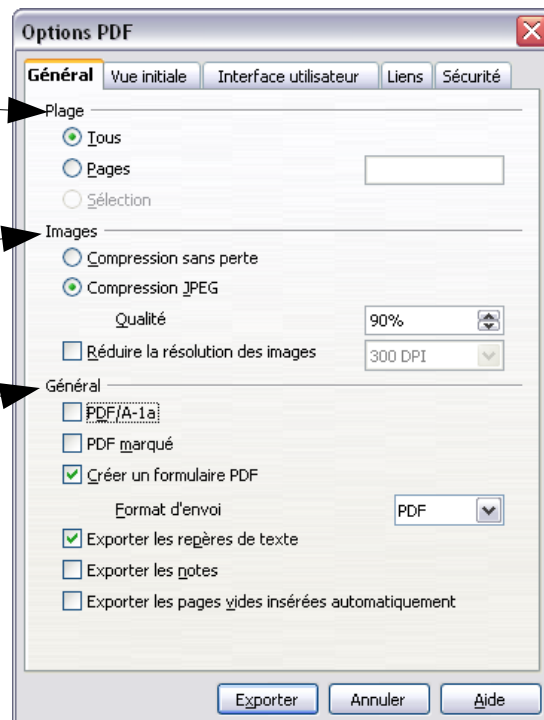 Options PDF
Général Vue initiale Interface utilisateur Liens Sécurité
Plage
Tous
Pages
Sélection
Images
Compression sans perte
Compression JPEG
Qualité 90%
Réduire la résolution des images 300 DPI
Général
PDF/A-1a
PDF marqué
Créer un formulaire PDF
Format d'envoi PDF
Exporter les repères de texte
Exporter les notes
Exporter les pages vides insérées automatiquement
Exporter Annuler Aide